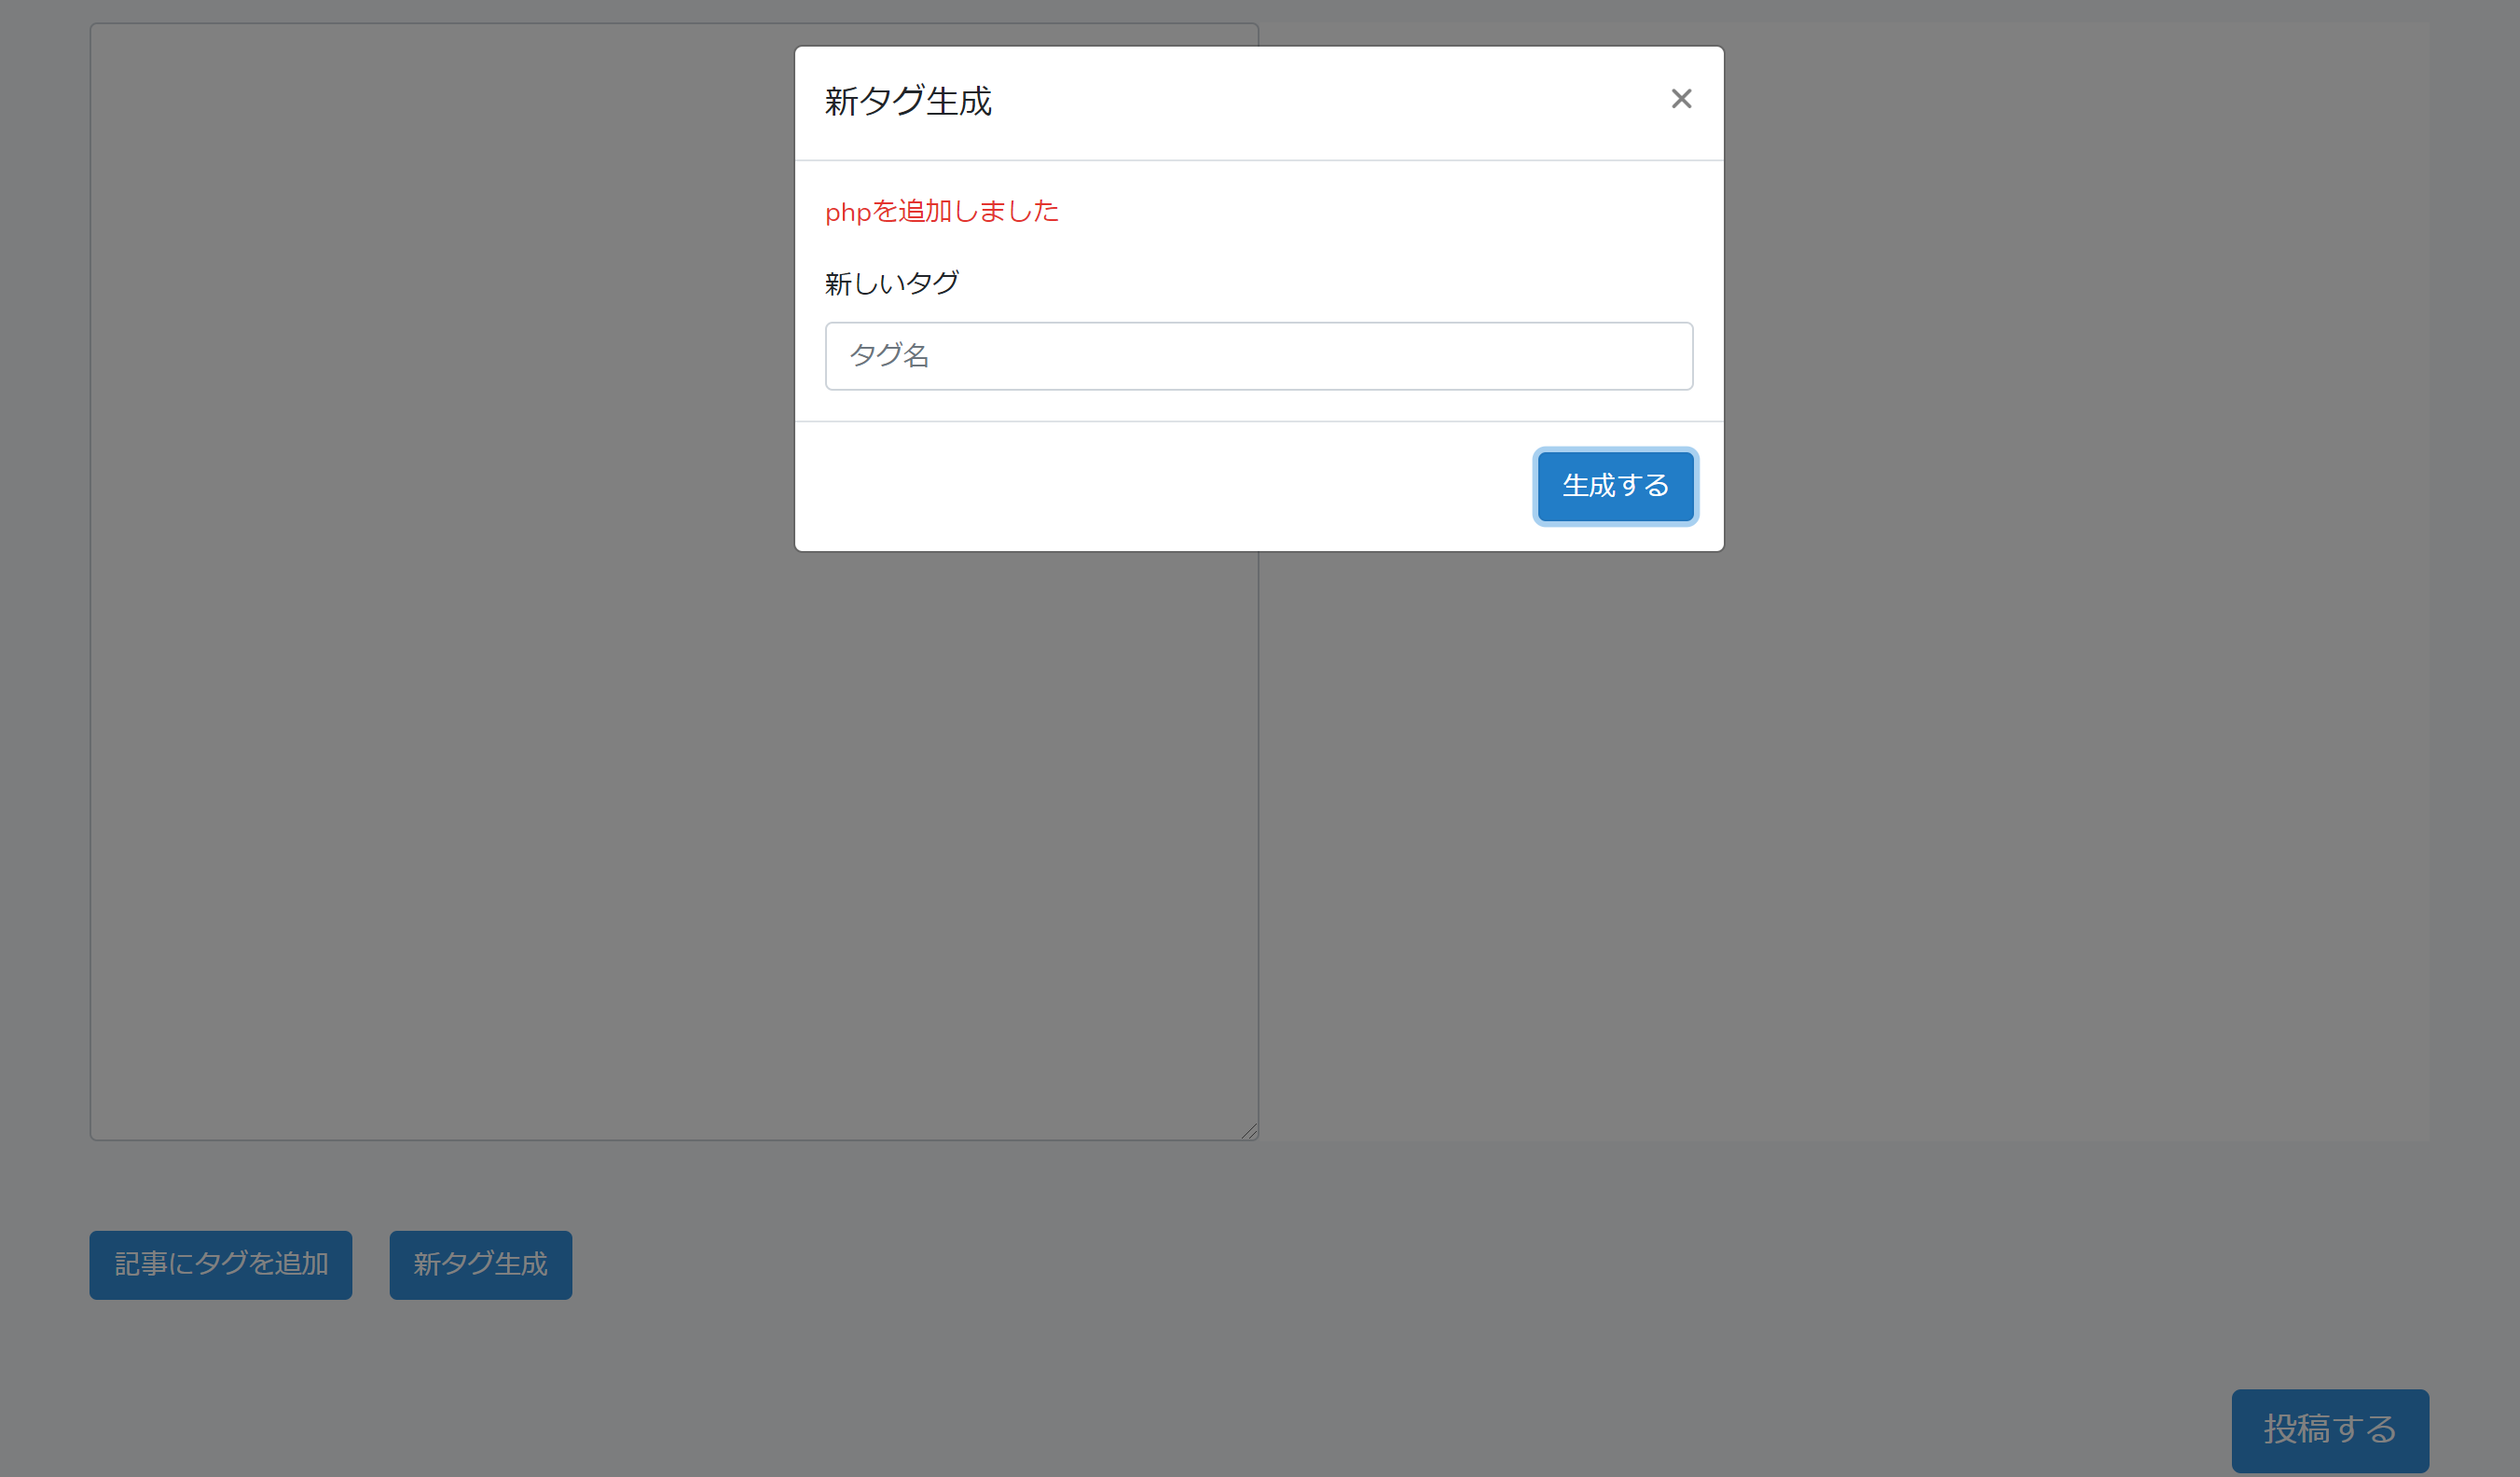 新タグ生成
phpを追加しました
新しいタグ
タグ名
生成する
記事にタグを追加
新タグ生成
投稿する